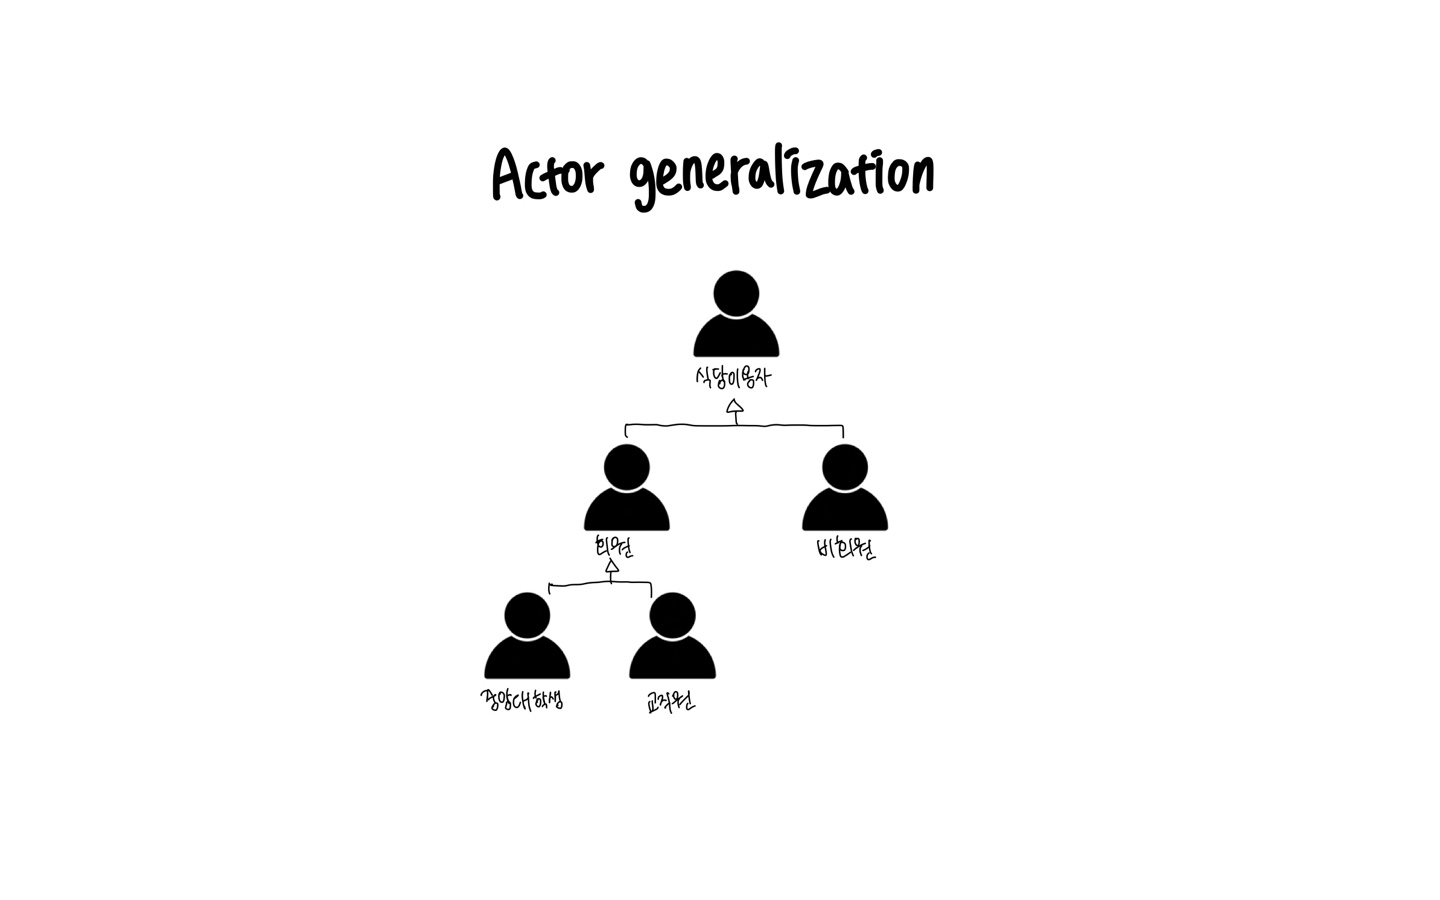 Actor generalization
식당이용자
회원
비회원
중앙대학생
교직원